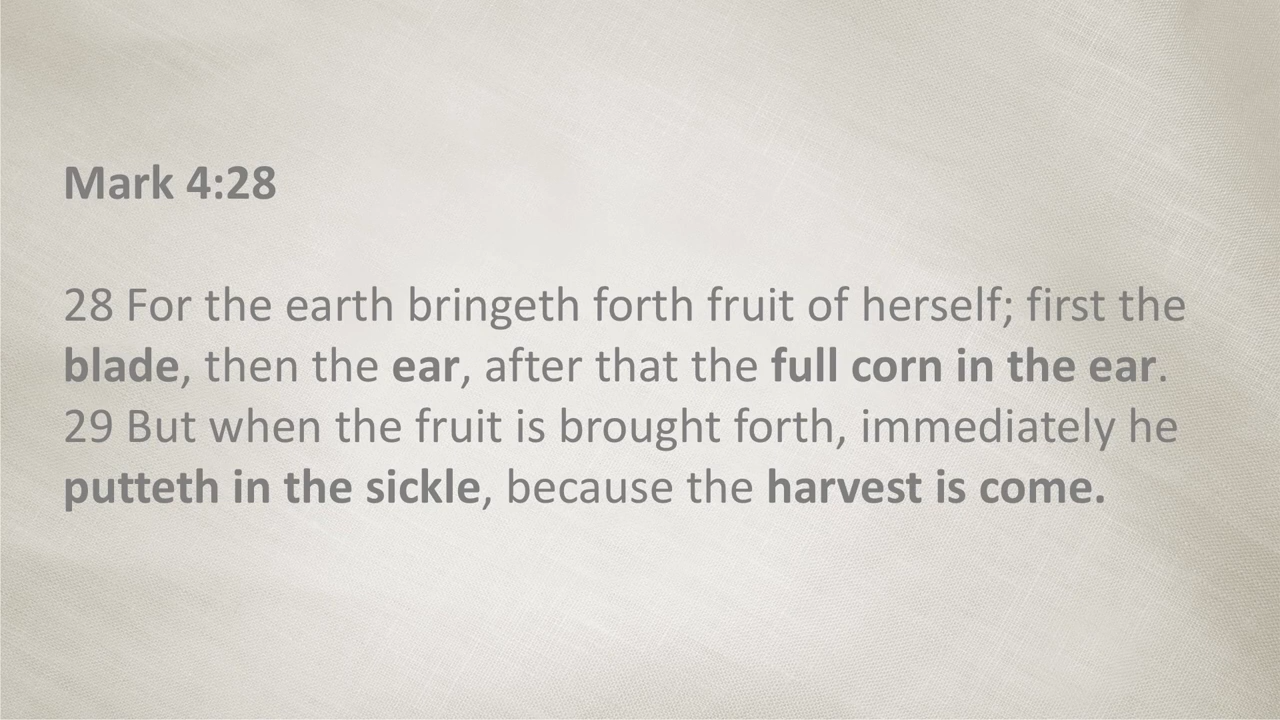 Mark 4:28
28 For the earth bringeth forth fruit of herself; first the
blade, then the ear, after that the full corn in the ear.
29 But when the fruit is brought forth, immediately he
putteth in the sickle, because the harvest is come.